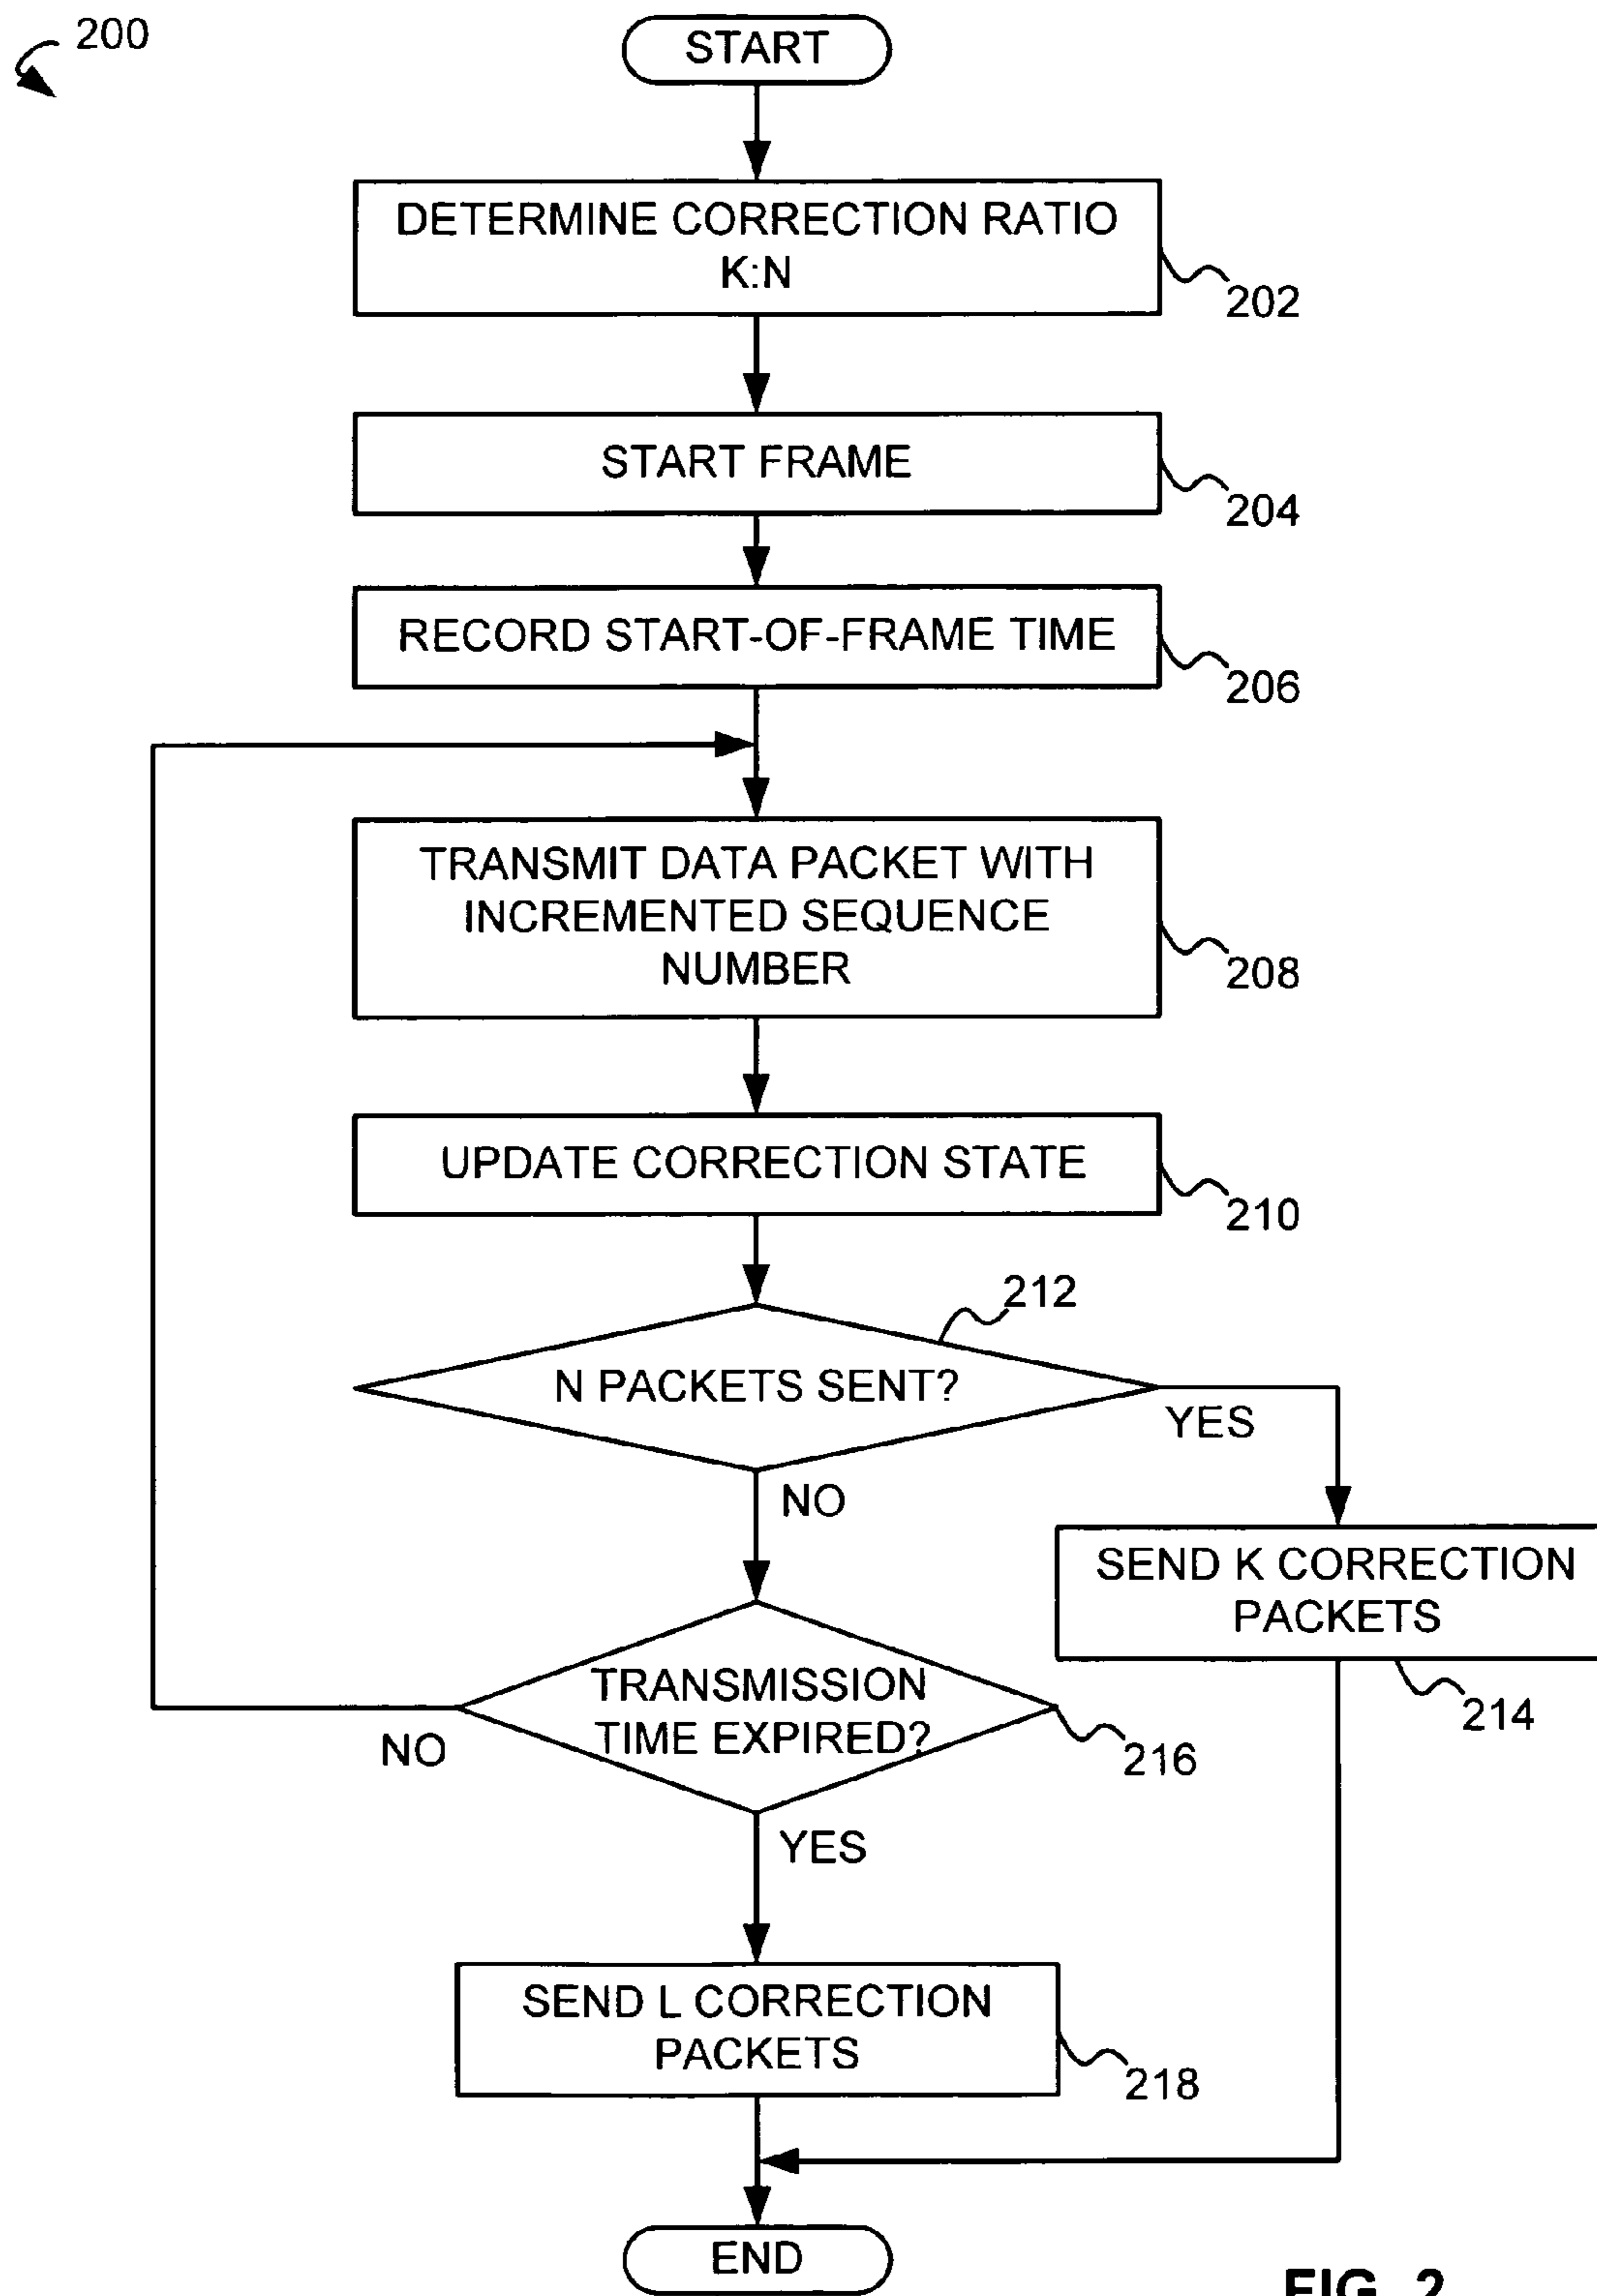 200
START
DETERMINE CORRECTION RATIO
K:N
202
START FRAME
204
RECORD START-OF-FRAME TIME
206
TRANSMIT DATA PACKET WITH
INCREMENTED SEQUENCE
NUMBER
208
UPDATE CORRECTION STATE
210
212
N PACKETS SENT?
YES
NO
SEND K CORRECTION
PACKETS
214
TRANSMISSION
TIME EXPIRED?
NO
216
YES
SEND L CORRECTION
PACKETS
218
END
FIG. 2